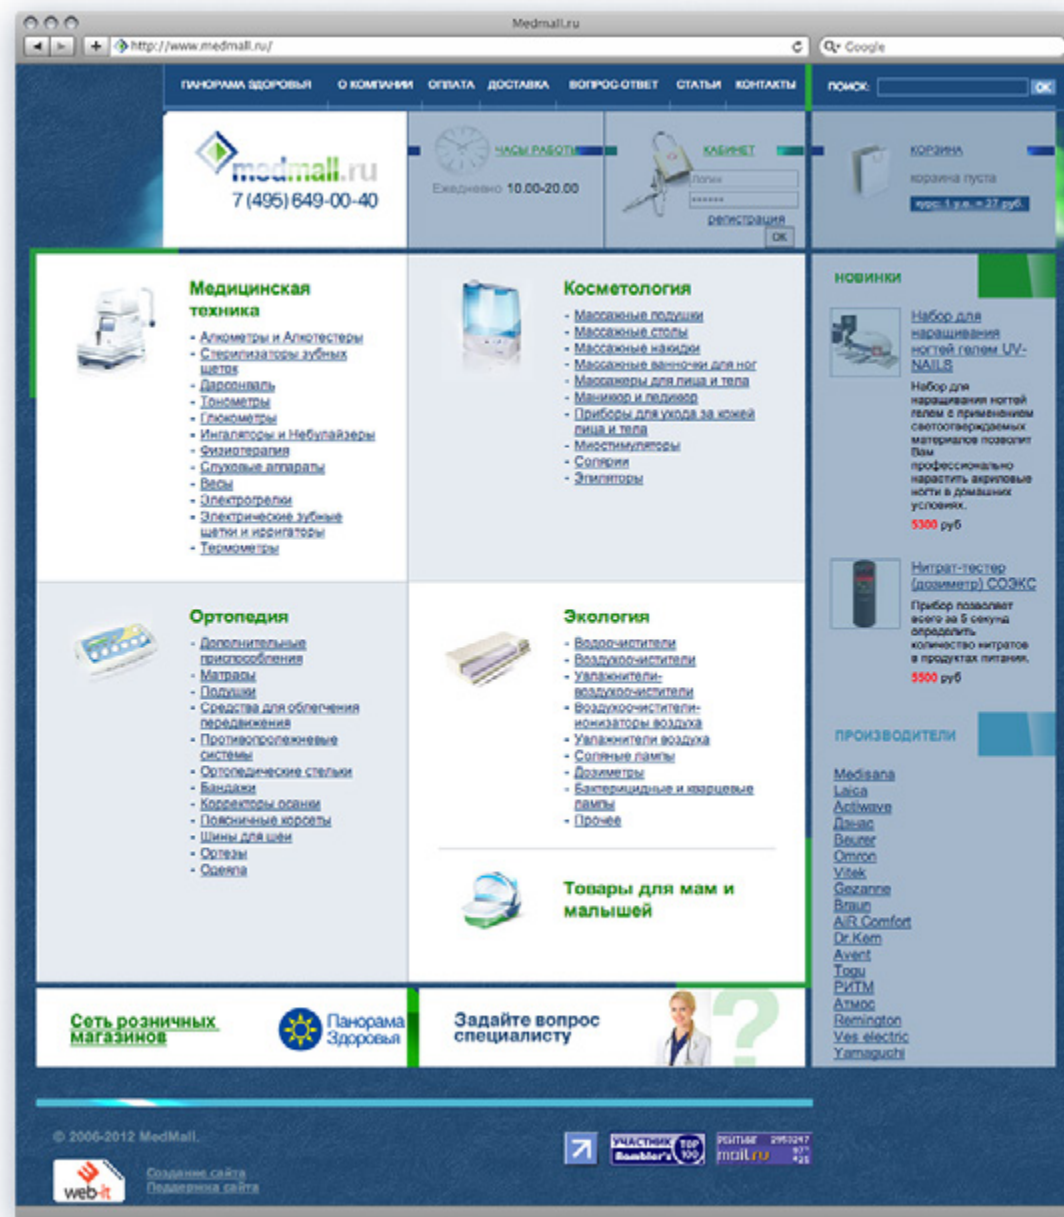 Medmall.ru
http://www.medmall.ru/
Google
ПАНОРАМА ЗДОРОВЬЯ О КОМПАНИИ ОПЛАТА ДОСТАВКА ВОПРОС-ОТВЕТ СТАТЬИ КОНТАКТЫ ПОИСК: OK
medmall.ru
7 (495) 649-00-40
ЧАСЫ РАБОТЫ
Ежедневно 10.00-20.00
КАБИНЕТ
логин
••••••
регистрация
OK
КОРЗИНА
корзина пуста
курс: 1 у.е. = 27 руб.
Медицинская
техника
- Алкометры и Алкотестеры
- Стерилизаторы зубных
щеток
- Дарсонваль
- Тонометры
- Глюкометры
- Ингаляторы и Небулайзеры
- Физиотерапия
- Слуховые аппараты
- Весы
- Электрогрелки
- Электрические зубные
щетки и ирригаторы
- Термометры
Косметология
- Массажные подушки
- Массажные столы
- Массажные накидки
- Массажные ванночки для ног
- Массажеры для лица и тела
- Маникюр и педикюр
- Приборы для ухода за кожей
лица и тела
- Миостимуляторы
- Солярии
- Эпиляторы
Ортопедия
- Дополнительные
приспособления
- Матрасы
- Подушки
- Средства для облегчения
передвижения
- Противопролежневые
системы
- Ортопедические стельки
- Бандажи
- Корректоры осанки
- Поясничные корсеты
- Шины для шеи
- Ортезы
- Одеяла
Экология
- Водоочистители
- Воздухоочистители
- Увлажнители-
воздухоочистители
- Воздухоочистители-
ионизаторы воздуха
- Увлажнители воздуха
- Соляные лампы
- Дозиметры
- Бактерицидные и кварцевые
лампы
- Прочее
Товары для мам и
малышей
НОВИНКИ
Набор для
наращивания
ногтей гелем UV-
NAILS
Набор для
наращивания ногтей
гелем с применением
светоотверждаемых
материалов позволит
Вам
профессионально
нарастить акриловые
ногти в домашних
условиях.
5300 руб
Нитрат-тестер
(дозиметр) СОЭКС
Прибор позволяет
всего за 5 секунд
определить
количество нитратов
в продуктах питания.
5500 руб
ПРОИЗВОДИТЕЛИ
Medisana
Laica
Actiwave
Дэнас
Beurer
Omron
Vitek
Gezanne
Braun
AIR Comfort
Dr.Kern
Avent
Togu
РИТМ
Атмос
Remington
Ves electric
Yamaguchi
Сеть розничных
магазинов
Панорама
Здоровья
Задайте вопрос
специалисту
?
© 2006-2012 MedMall.
web-it
Создание сайта
Поддержка сайта
УЧАСТНИК
Rambler's
TOP
100
РЕЙТИНГ
mail.ru